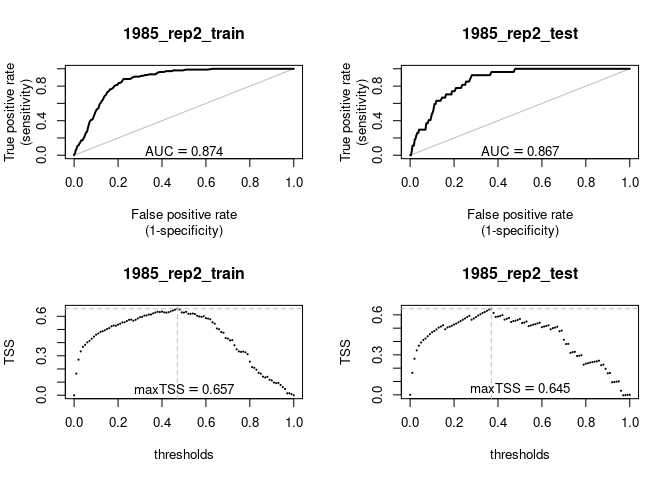 1985_rep2_train
True positive rate
(sensitivity)
0.0 0.4 0.8
AUC = 0.874
0.0 0.2 0.4 0.6 0.8 1.0
False positive rate
(1-specificity)
1985_rep2_test
True positive rate
(sensitivity)
0.0 0.4 0.8
AUC = 0.867
0.0 0.2 0.4 0.6 0.8 1.0
False positive rate
(1-specificity)
1985_rep2_train
TSS
0.0 0.3 0.6
maxTSS = 0.657
0.0 0.2 0.4 0.6 0.8 1.0
thresholds
1985_rep2_test
TSS
0.0 0.3 0.6
maxTSS = 0.645
0.0 0.2 0.4 0.6 0.8 1.0
thresholds